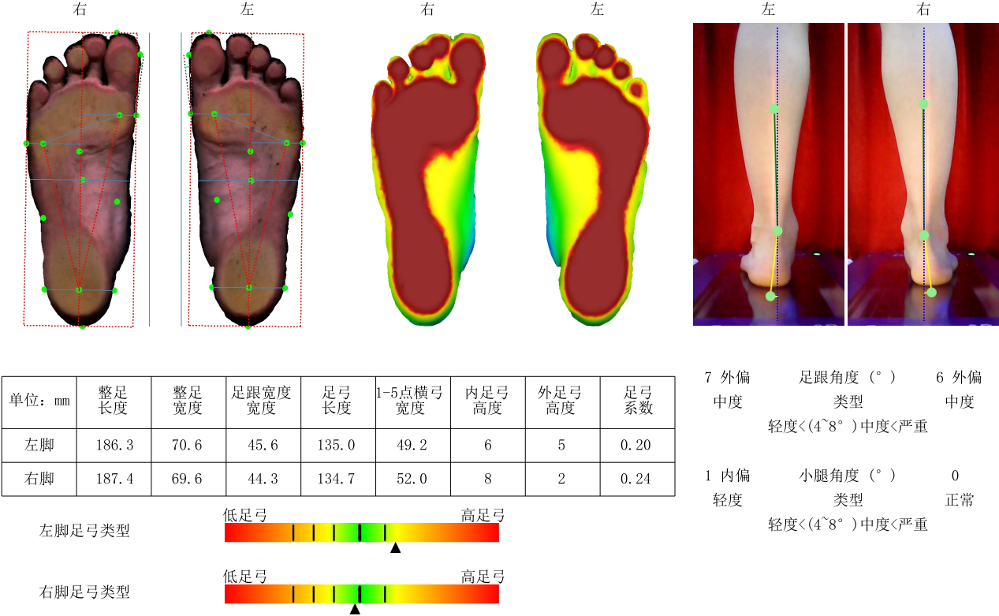 右 左 右 左 左 右
单位：mm 整足长度 整足宽度 足跟宽度宽度 足弓长度 1-5点横弓宽度 内足弓高度 外足弓高度 足弓系数
左脚 186.3 70.6 45.6 135.0 49.2 6 5 0.20
右脚 187.4 69.6 44.3 134.7 52.0 8 2 0.24
低足弓 高足弓
左脚足弓类型
低足弓 高足弓
右脚足弓类型
7 外偏 足跟角度 (°) 6 外偏
中度 类型 中度
轻度<(4~8°)中度<严重
1 内偏 小腿角度 (°) 0
轻度 类型 正常
轻度<(4~8°)中度<严重